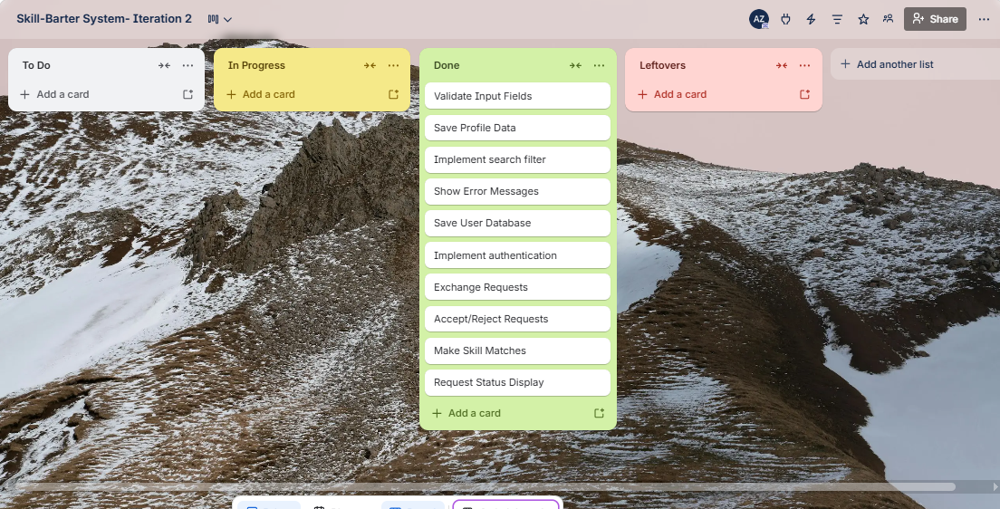 Skill-Barter System- Iteration 2
AZ
Share
To Do
Add a card
In Progress
Add a card
Done
Validate Input Fields
Save Profile Data
Implement search filter
Show Error Messages
Save User Database
Implement authentication
Exchange Requests
Accept/Reject Requests
Make Skill Matches
Request Status Display
Add a card
Leftovers
Add a card
Add another list